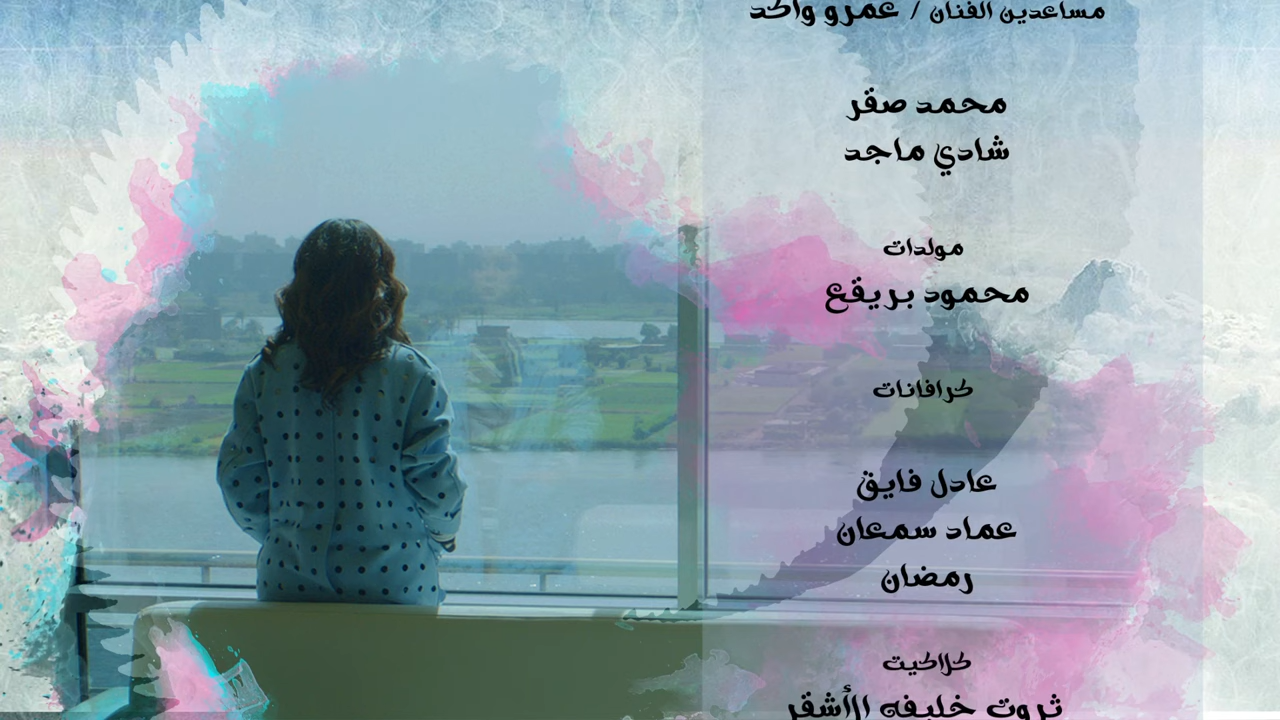 مساعدين الفنان / عمرو واكد
محمد صقر
شادي ماجد
مولدات
محمود بريقع
كرافانات
عادل فايق
عماد سمعان
رمضان
كلاكيت
ثروت خليفه الأشقر